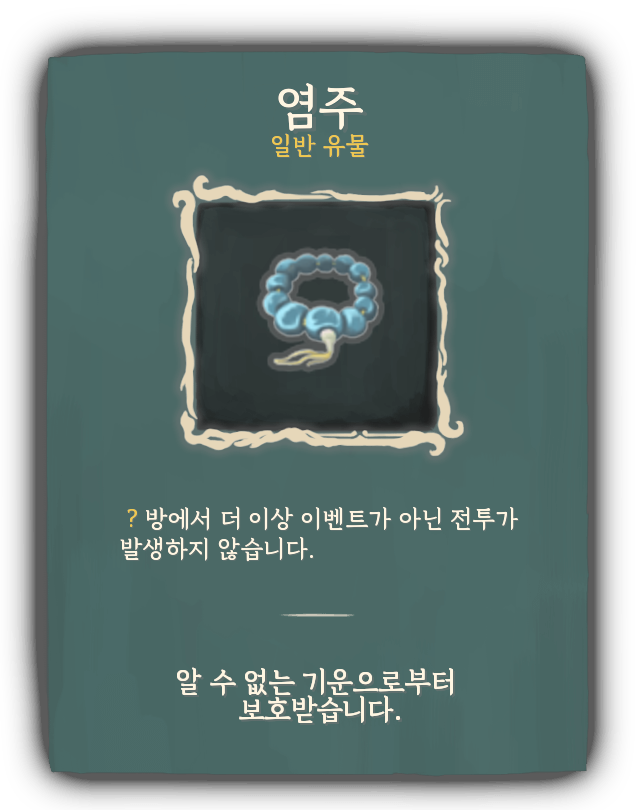 염주
일반 유물
? 방에서 더 이상 이벤트가 아닌 전투가
발생하지 않습니다.
알 수 없는 기운으로부터
보호받습니다.